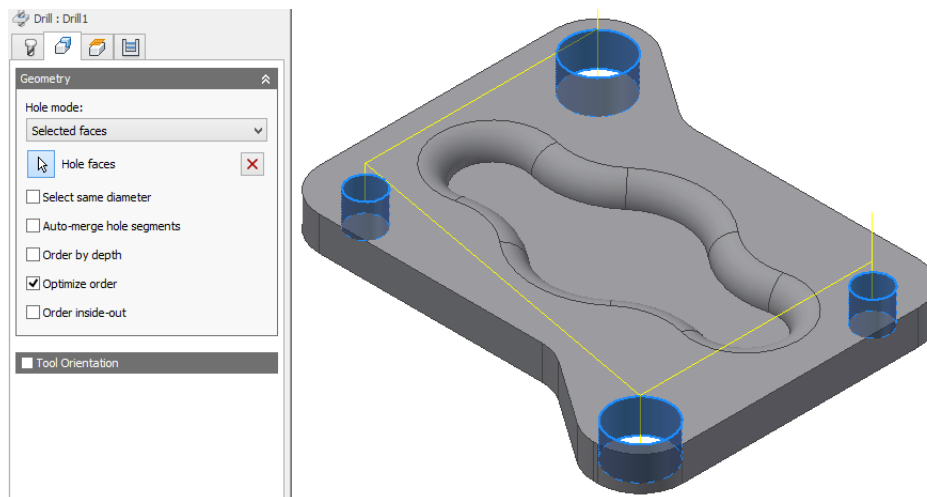 Drill : Drill1
Geometry
Hole mode:
Selected faces
Hole faces
Select same diameter
Auto-merge hole segments
Order by depth
Optimize order
Order inside-out
Tool Orientation